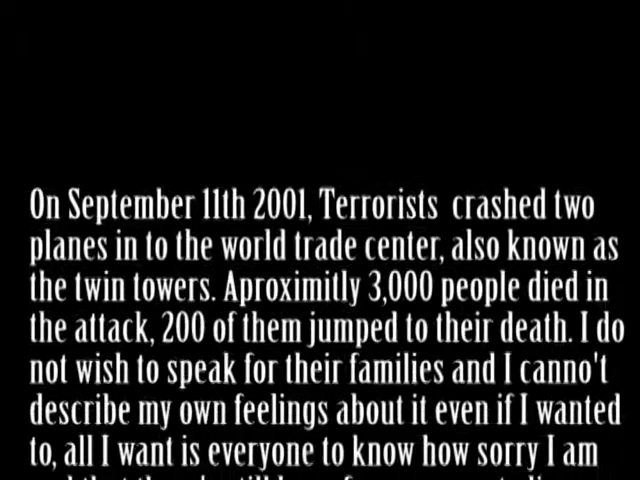 On September 11th 2001, Terrorists crashed two
planes in to the world trade center, also known as
the twin towers. Aproximitly 3,000 people died in
the attack, 200 of them jumped to their death. I do
not wish to speak for their families and I canno't
describe my own feelings about it even if I wanted
to, all I want is everyone to know how sorry I am